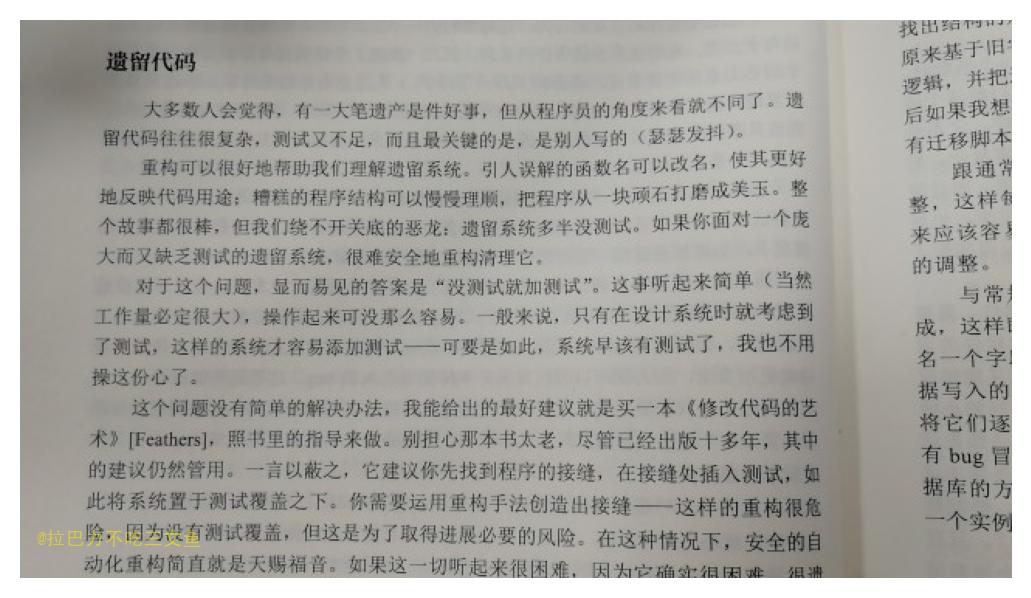 遗留代码
大多数人会觉得，有一大笔遗产是件好事，但从程序员的角度来看就不同了。遗
留代码往往很复杂，测试又不足，而且最关键的是，是别人写的（瑟瑟发抖）。
重构可以很好地帮助我们理解遗留系统。引人误解的函数名可以改名，使其更好
地反映代码用途；糟糕的程序结构可以慢慢理顺，把程序从一块顽石打磨成美玉。整
个故事都很棒，但我们绕不开关底的恶龙：遗留系统多半没测试。如果你面对一个庞
大而又缺乏测试的遗留系统，很难安全地重构清理它。
对于这个问题，显而易见的答案是“没测试就加测试”。这事听起来简单（当然
工作量必定很大），操作起来可没那么容易。一般来说，只有在设计系统时就考虑到
了测试，这样的系统才容易添加测试——可要是如此，系统早该有测试了，我也不用
操这份心了。
这个问题没有简单的解决办法，我能给出的最好建议就是买一本《修改代码的艺
术》[Feathers]，照书里的指导来做。别担心那本书太老，尽管已经出版十多年，其中
的建议仍然管用。一言以蔽之，它建议你先找到程序的接缝，在接缝处插入测试，如
此将系统置于测试覆盖之下。你需要运用重构手法创造出接缝——这样的重构很危
险，因为没有测试覆盖，但这是为了取得进展必要的风险。在这种情况下，安全的自
动化重构简直就是天赐福音。如果这一切听起来很困难，因为它确实很困难。很遗
@拉巴力不吃三文鱼
找出结构的
原来基于旧
逻辑，并把
后如果我想
有迁移脚本
跟通常
整，这样每
来应该容易
的调整。
与常规
成，这样
名一个字
据写入的
将它们逐
有 bug 冒
据库的方
一个实例